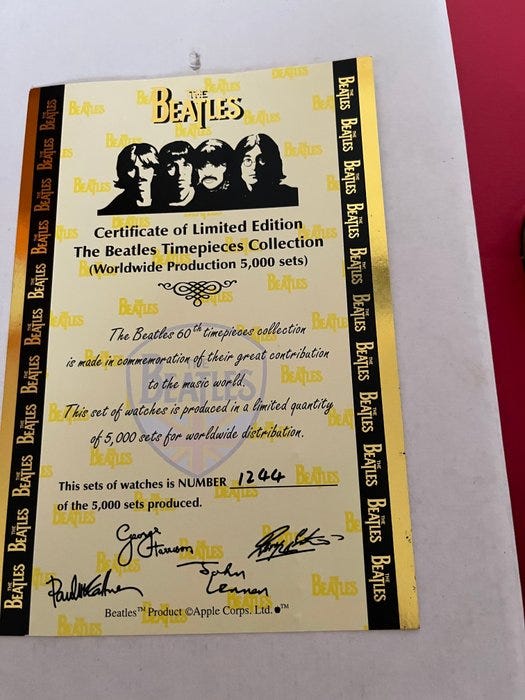 THE
BEATLES
Certificate of Limited Edition
The Beatles Timepieces Collection
(Worldwide Production 5,000 sets)
The Beatles 60th timepieces collection
is made in commemoration of their great contribution
to the music world.
This set of watches is produced in a limited quantity
of 5,000 sets for worldwide distribution.
This sets of watches is NUMBER 1244
of the 5,000 sets produced.
George
Harrison
John
Lennon
Paul McCartney
Beatles™ Product ©Apple Corps. Ltd. ™